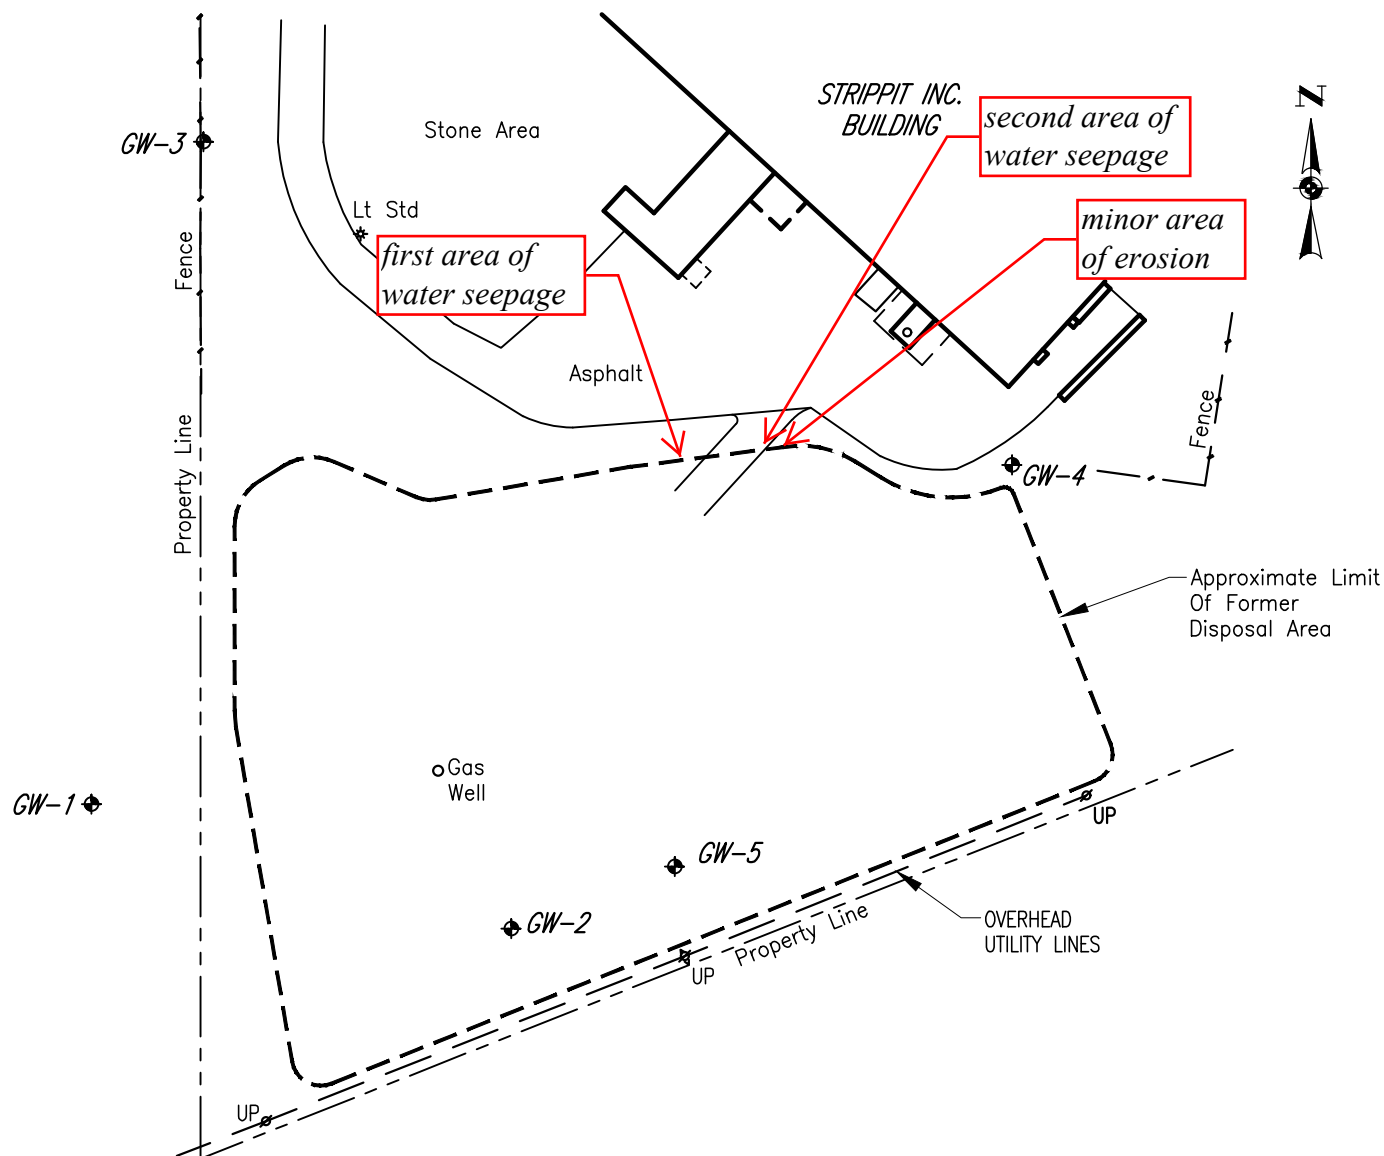 N
STRIPPIT INC.
BUILDING
second area of
water seepage
Stone Area
GW-3
Lt Std
minor area
of erosion
first area of
water seepage
Fence
Asphalt
Fence
Property Line
GW-4
Approximate Limit
Of Former
Disposal Area
Gas
Well
GW-1
UP
GW-5
GW-2
Property Line
OVERHEAD
UTILITY LINES
UP
UP